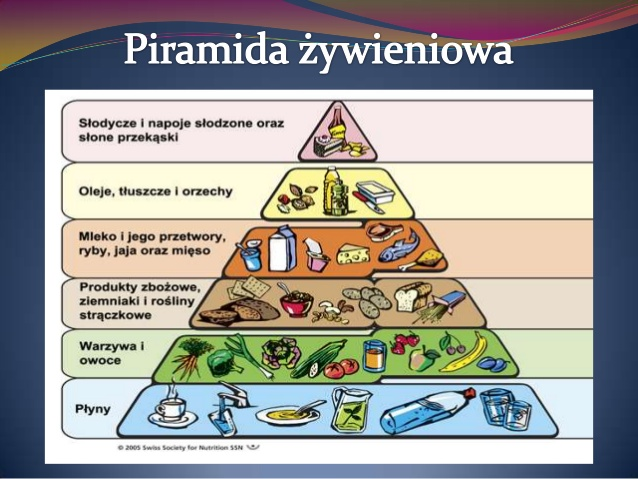 Piramida żywieniowa
Słodycze i napoje słodzone oraz
słone przekąski
Oleje, tłuszcze i orzechy
Mleko i jego przetwory,
ryby, jaja oraz mięso
Produkty zbożowe,
ziemniaki i rośliny
strączkowe
Warzywa i
owoce
Płyny
© 2005 Swiss Society for Nutrition SSN